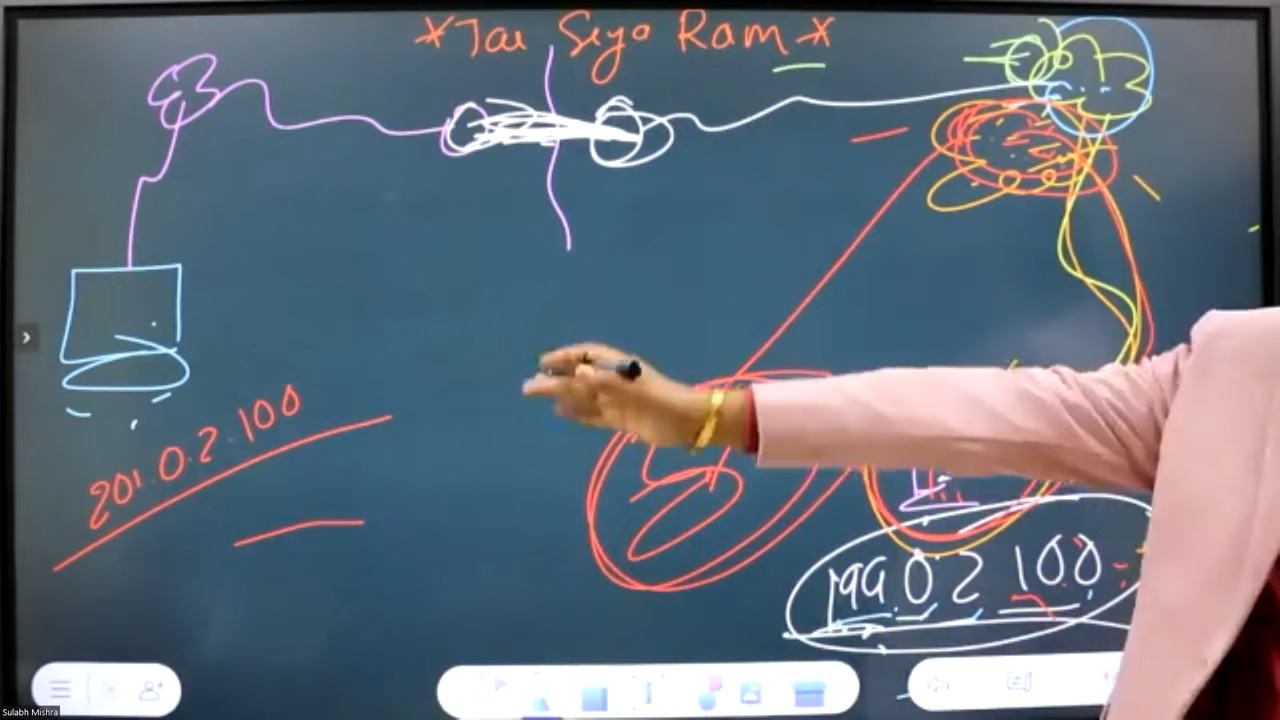 *Jai Siya Ram*
201.0.2.100
199.0.2.100
Sulabh Mishra